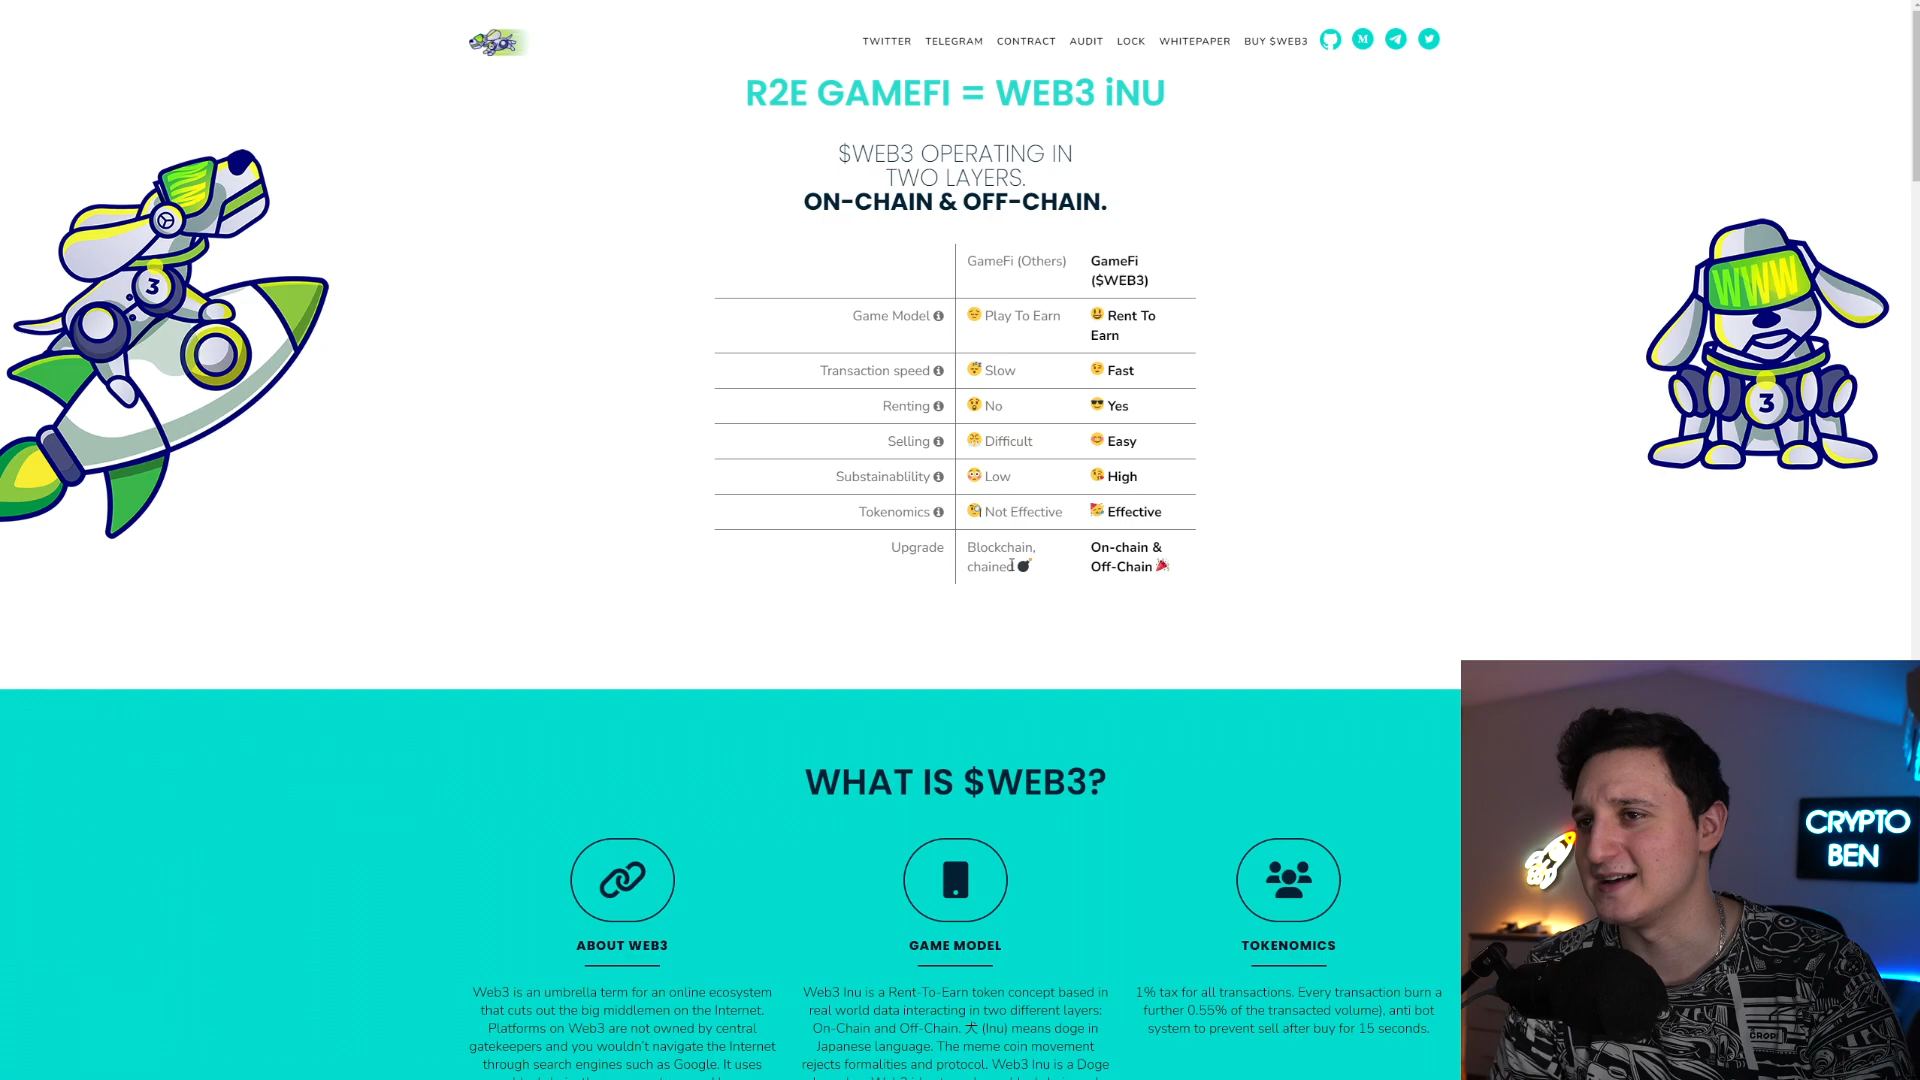 TWITTER TELEGRAM CONTRACT AUDIT LOCK WHITEPAPER BUY $WEB3
R2E GAMEFI = WEB3 iNU
$WEB3 OPERATING IN
TWO LAYERS.
ON-CHAIN & OFF-CHAIN.
GameFi (Others) GameFi
($WEB3)
Game Model Play To Earn Rent To
Earn
Transaction speed Slow Fast
Renting No Yes
Selling Difficult Easy
Substainablility Low High
Tokenomics Not Effective Effective
Upgrade Blockchain, On-chain &
chained Off-Chain
3
WWW
3
WHAT IS $WEB3?
ABOUT WEB3
Web3 is an umbrella term for an online ecosystem
that cuts out the big middlemen on the Internet.
Platforms on Web3 are not owned by central
gatekeepers and you wouldn't navigate the Internet
through search engines such as Google. It uses
GAME MODEL
Web3 Inu is a Rent-To-Earn token concept based in
real world data interacting in two different layers:
On-Chain and Off-Chain. 犬 (Inu) means doge in
Japanese language. The meme coin movement
rejects formalities and protocol. Web3 Inu is a Doge
TOKENOMICS
1% tax for all transactions. Every transaction burn a
further 0.55% of the transacted volume), anti bot
system to prevent sell after buy for 15 seconds.
CRYPTO
BEN
CROP